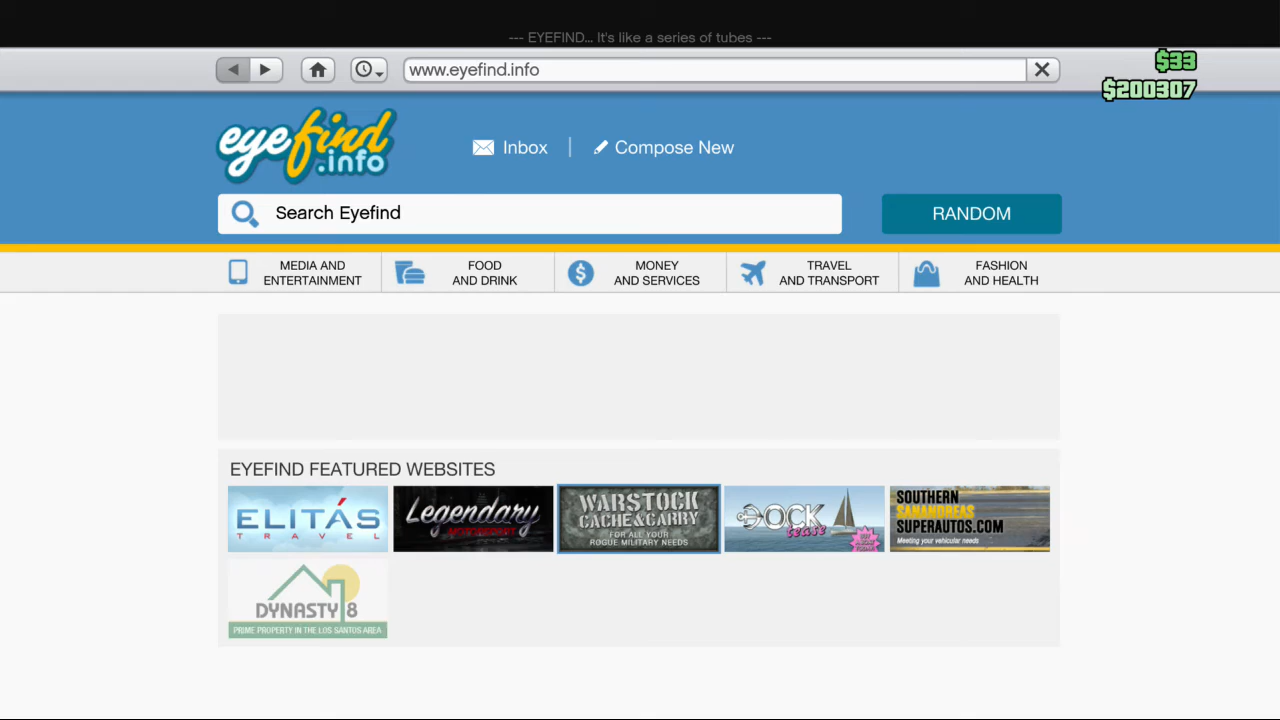 --- EYEFIND... It's like a series of tubes ---
www.eyefind.info
$33
$200307
eyefind
.info
Inbox
Compose New
Search Eyefind
RANDOM
MEDIA AND
ENTERTAINMENT
FOOD
AND DRINK
MONEY
AND SERVICES
TRAVEL
AND TRANSPORT
FASHION
AND HEALTH
EYEFIND FEATURED WEBSITES
ELITÁS
TRAVEL
Legendary
MOTORSPORT
WARSTOCK
CACHE&CARRY
FOR ALL YOUR
ROGUE MILITARY NEEDS
DOCK
tease
SOUTHERN
SANANDREAS
SUPERAUTOS.COM
Meeting your vehicular needs
DYNASTY 8
PRIME PROPERTY IN THE LOS SANTOS AREA